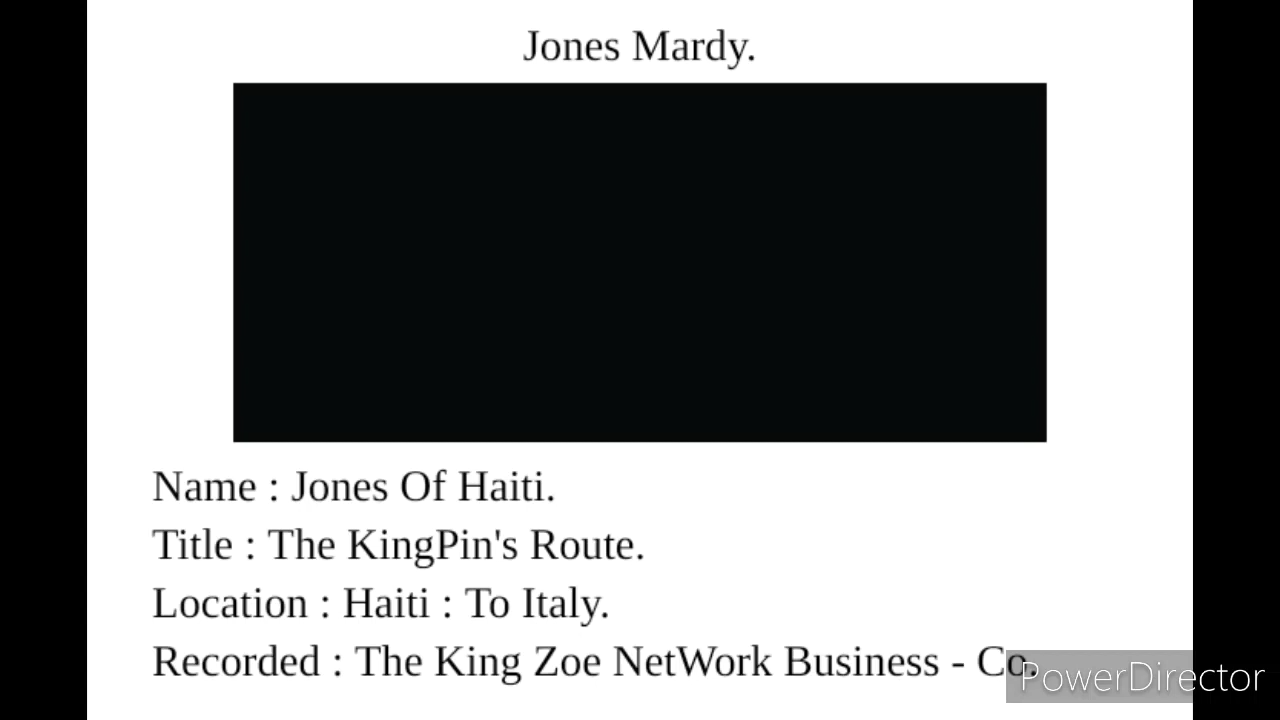 Jones Mardy.
Name : Jones Of Haiti.
Title : The KingPin's Route.
Location : Haiti : To Italy.
Recorded : The King Zoe NetWork Business - Co.
PowerDirector